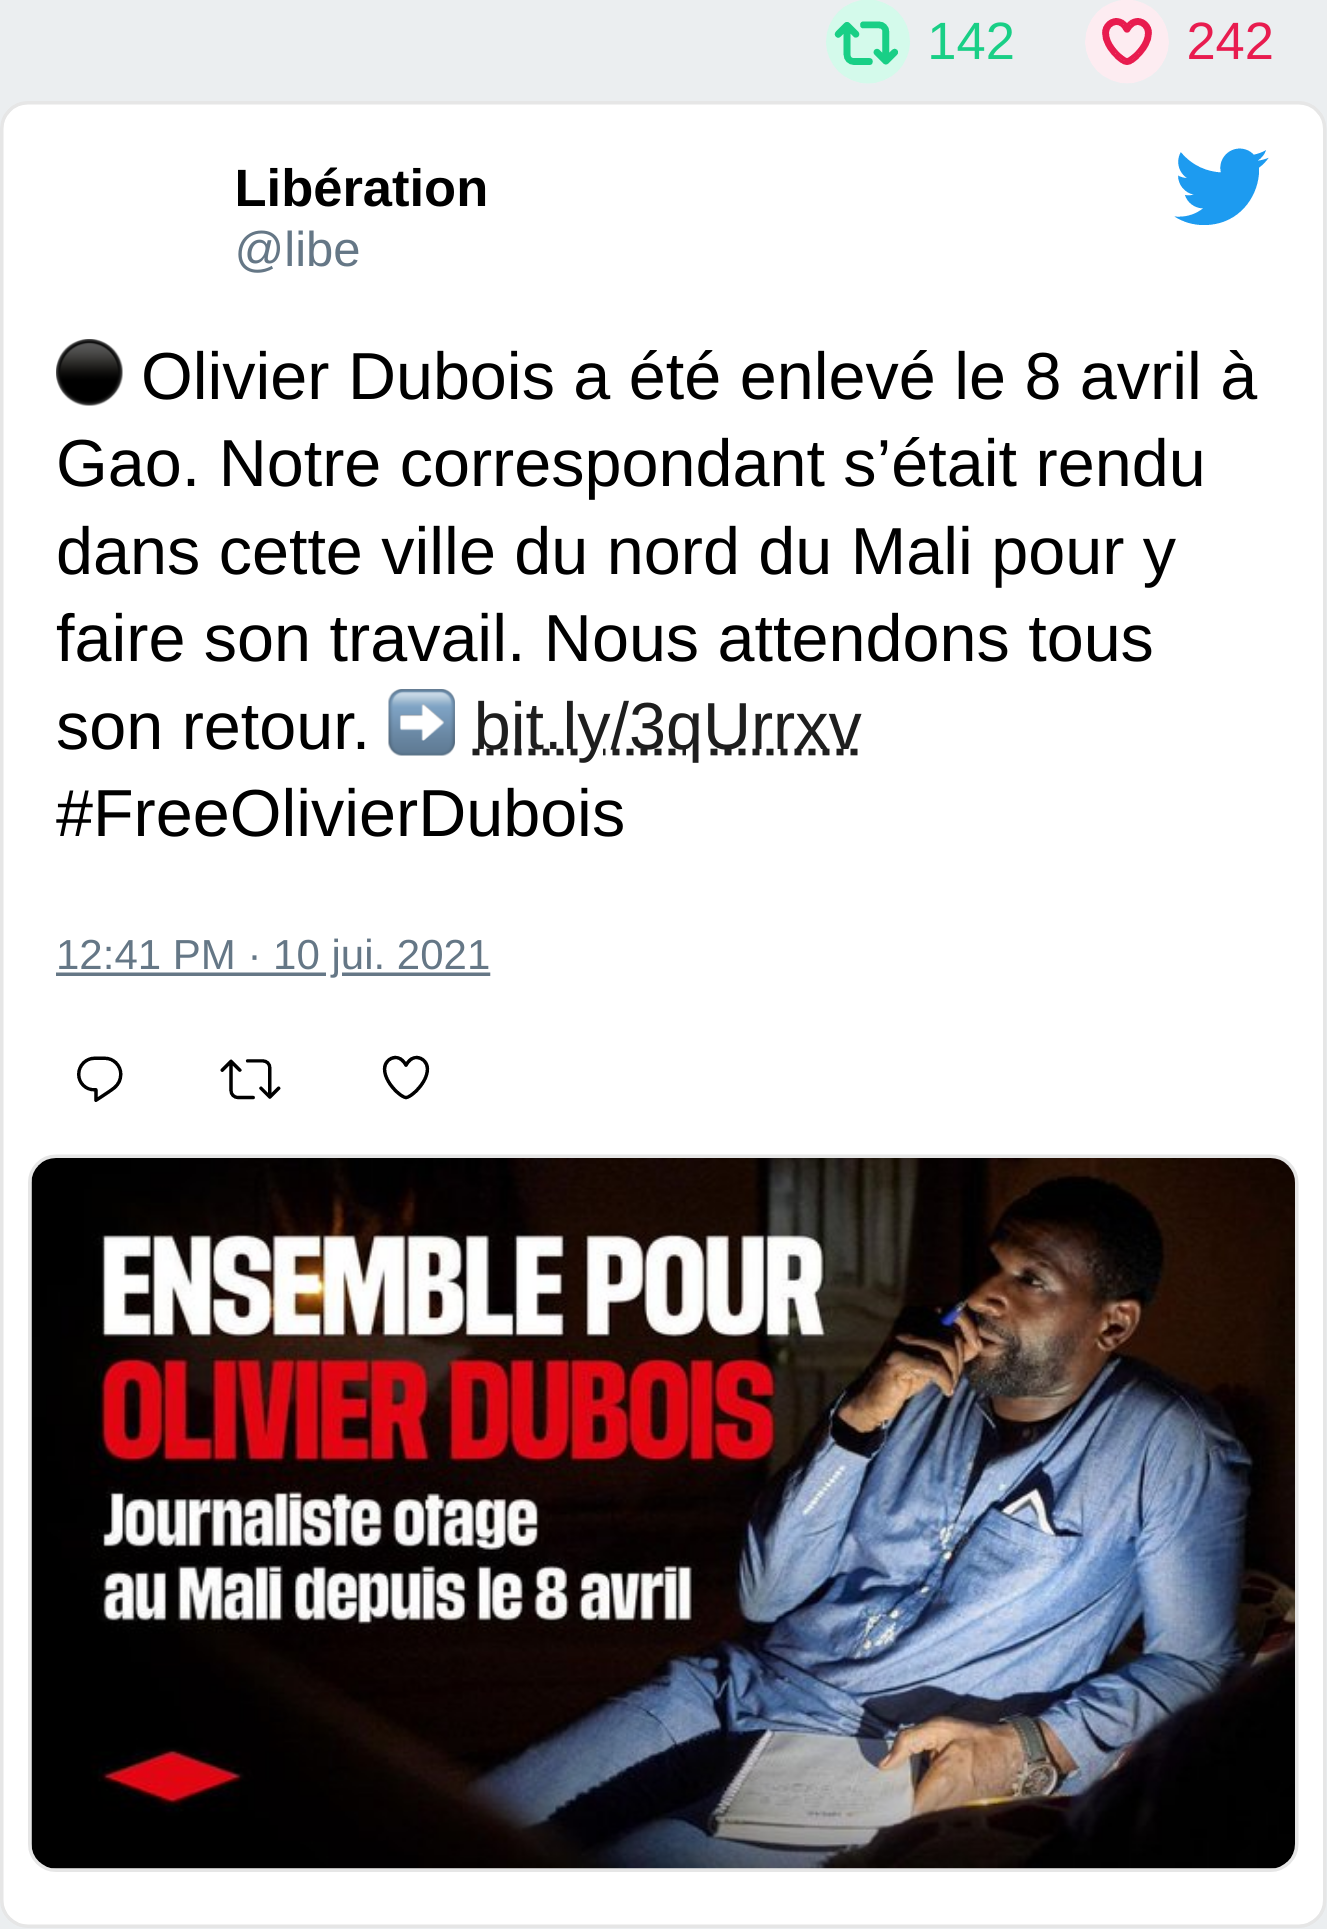 142 242
Libération
@libe
⚫ Olivier Dubois a été enlevé le 8 avril à
Gao. Notre correspondant s’était rendu
dans cette ville du nord du Mali pour y
faire son travail. Nous attendons tous
son retour. ➡️ bit.ly/3qUrrxv
#FreeOlivierDubois
12:41 PM · 10 jui. 2021
ENSEMBLE POUR
OLIVIER DUBOIS
Journaliste otage
au Mali depuis le 8 avril